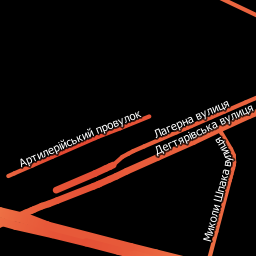 Артилерійський провулок
Лагерна вулиця
Дегтярівська вулиця
Миколи Шпака вулиця